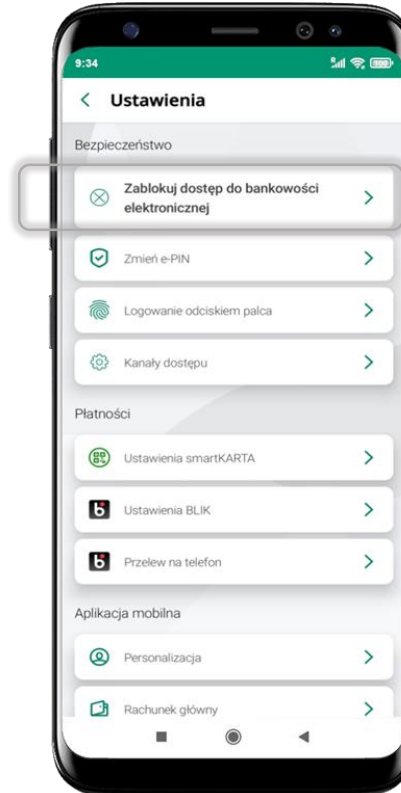 9:34
Ustawienia
Bezpieczeństwo
Zablokuj dostęp do bankowości
elektronicznej
Zmień e-PIN
Logowanie odciskiem palca
Kanały dostępu
Płatności
Ustawienia smartKARTA
Ustawienia BLIK
Przelew na telefon
Aplikacja mobilna
Personalizacja
Rachunek główny